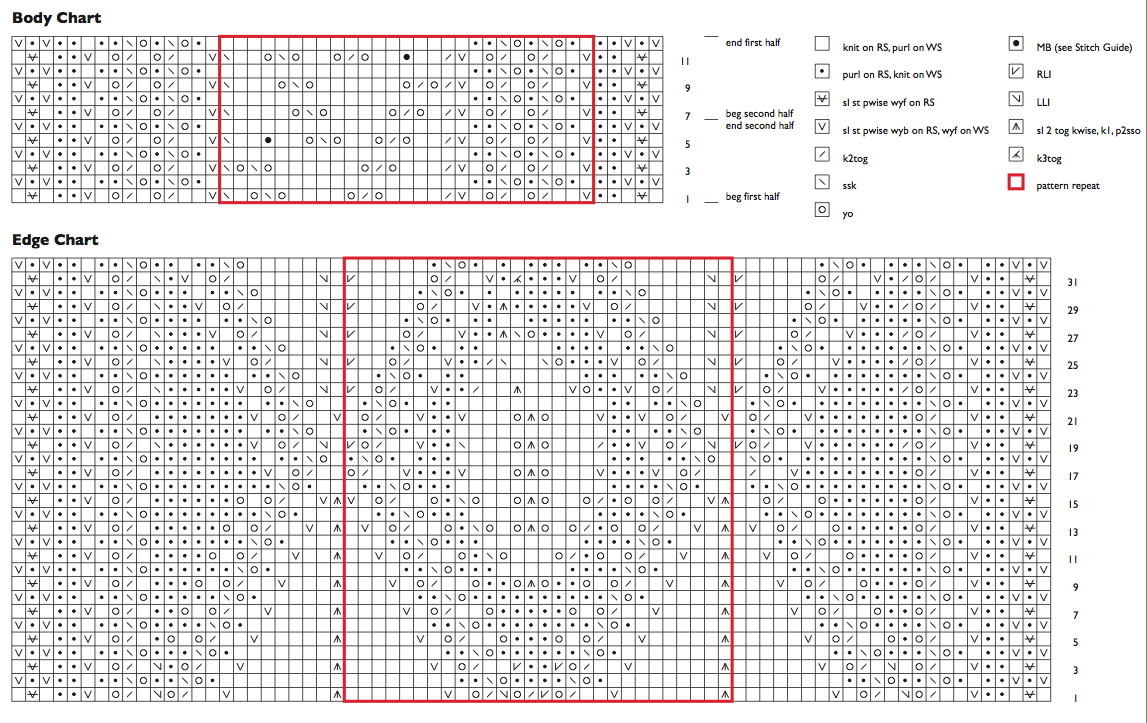 Body Chart
end first half
11
9
beg second half
7
end second half
5
3
1
beg first half
knit on RS, purl on WS
purl on RS, knit on WS
sl st pwise wyf on RS
sl st pwise wyb on RS, wyf on WS
k2tog
ssk
yo
MB (see Stitch Guide)
RLI
LLI
sl 2 tog kwise, k1, p2sso
k3tog
pattern repeat
Edge Chart
31
29
27
25
23
21
19
17
15
13
11
9
7
5
3
1